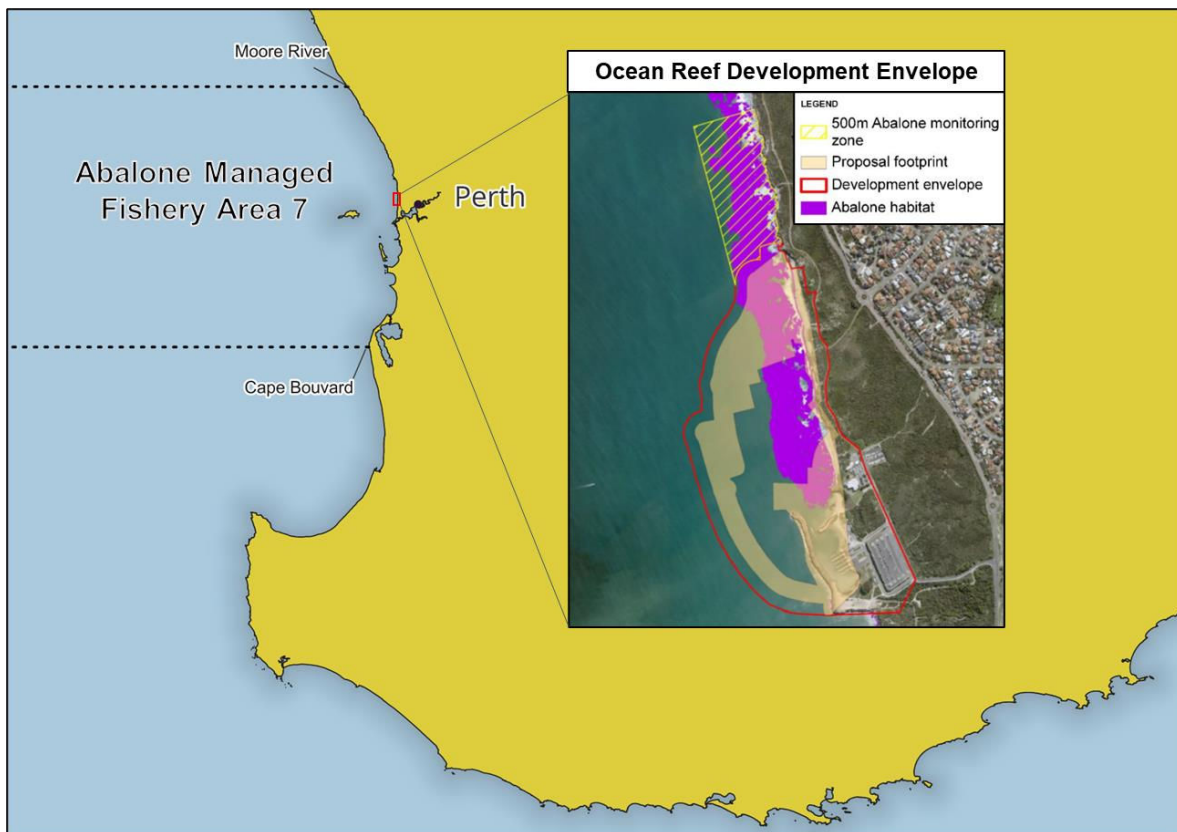 Moore River
Abalone Managed
Fishery Area 7
Perth
Cape Bouvard
Ocean Reef Development Envelope
LEGEND
500m Abalone monitoring
zone
Proposal footprint
Development envelope
Abalone habitat